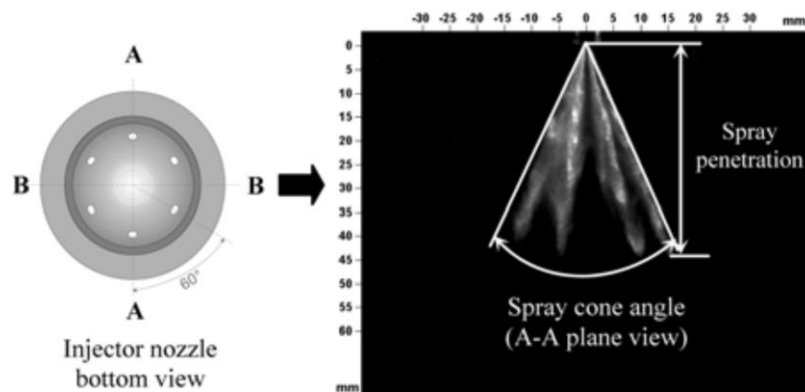 A
B
B
60°
A
Injector nozzle
bottom view
-30 -25 -20 -15 -10 -5 0 5 10 15 20 25 30 mm
0
5
10
15
20
25
30
35
40
45
50
55
60
mm
Spray
penetration
Spray cone angle
(A-A plane view)